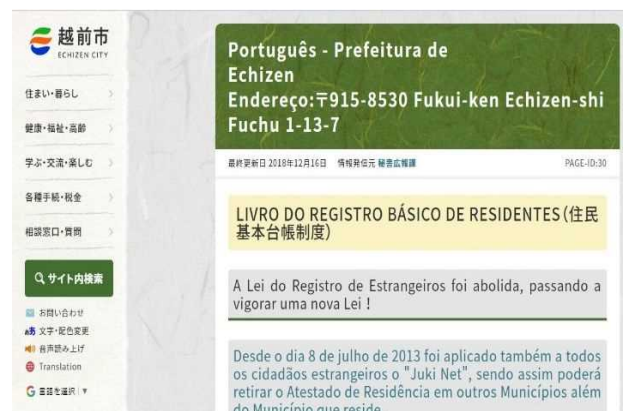 越前市
ECHIZEN CITY
住まい・暮らし
健康・福祉・高齢
学ぶ・交流・楽しむ
各種手続・税金
相談窓口・質問
サイト内検索
お問い合わせ
aあ 文字・配色変更
音声読み上げ
Translation
G 言語を選択 ▼
Português - Prefeitura de
Echizen
Endereço:〒915-8530 Fukui-ken Echizen-shi
Fuchu 1-13-7
最終更新日 2018年12月16日 情報発信元 秘書広報課 PAGE-ID:30
LIVRO DO REGISTRO BÁSICO DE RESIDENTES(住民
基本台帳制度)
A Lei do Registro de Estrangeiros foi abolida, passando a
vigorar uma nova Lei !
Desde o dia 8 de julho de 2013 foi aplicado também a todos
os cidadãos estrangeiros o "Juki Net", sendo assim poderá
retirar o Atestado de Residência em outros Municípios além
do Município que reside